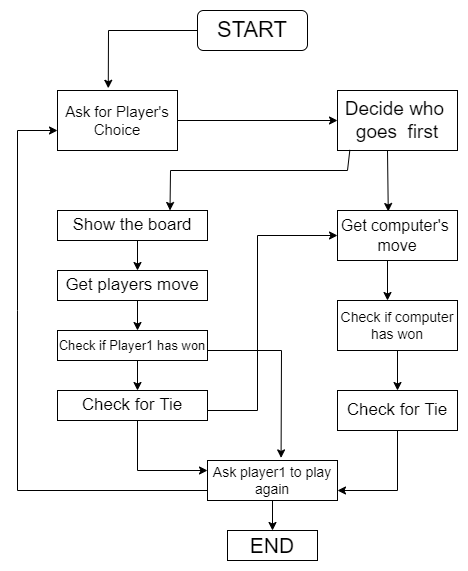 START
Ask for Player's
Choice
Decide who
goes first
Show the board
Get computer's
move
Get players move
Check if Player1 has won
Check if computer
has won
Check for Tie
Check for Tie
Ask player1 to play
again
END